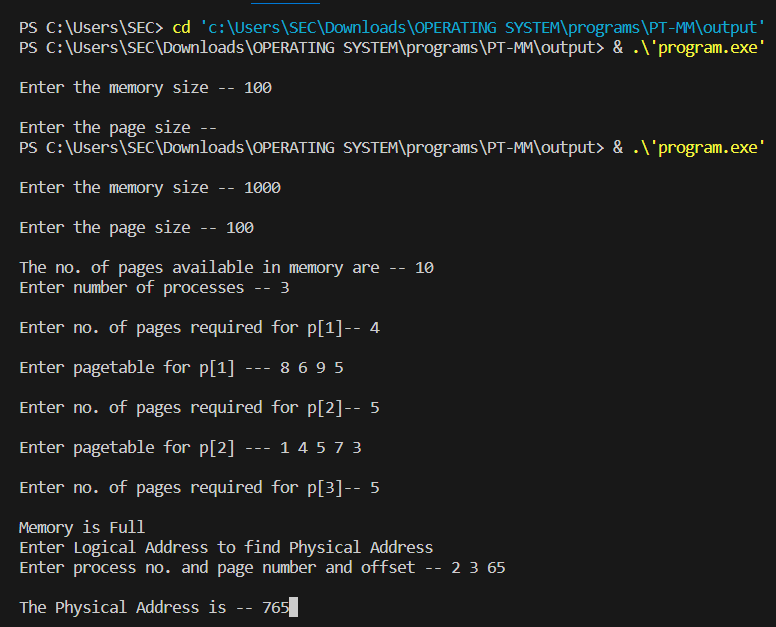 PS C:\Users\SEC> cd 'c:\Users\SEC\Downloads\OPERATING SYSTEM\programs\PT-MM\output'
PS C:\Users\SEC\Downloads\OPERATING SYSTEM\programs\PT-MM\output> & .\'program.exe'
Enter the memory size -- 100
Enter the page size --
PS C:\Users\SEC\Downloads\OPERATING SYSTEM\programs\PT-MM\output> & .\'program.exe'
Enter the memory size -- 1000
Enter the page size -- 100
The no. of pages available in memory are -- 10
Enter number of processes -- 3
Enter no. of pages required for p[1]-- 4
Enter pagetable for p[1] --- 8 6 9 5
Enter no. of pages required for p[2]-- 5
Enter pagetable for p[2] --- 1 4 5 7 3
Enter no. of pages required for p[3]-- 5
Memory is Full
Enter Logical Address to find Physical Address
Enter process no. and page number and offset -- 2 3 65
The Physical Address is -- 765